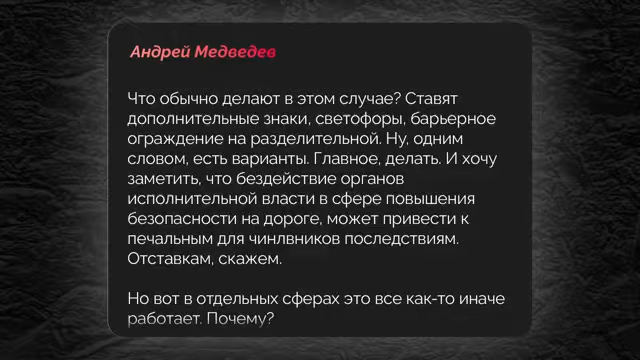 Андрей Медведев
Что обычно делают в этом случае? Ставят
дополнительные знаки, светофоры, барьерное
ограждение на разделительной. Ну, одним
словом, есть варианты. Главное, делать. И хочу
заметить, что бездействие органов
исполнительной власти в сфере повышения
безопасности на дороге, может привести к
печальным для чинлвников последствиям.
Отставкам, скажем.
Но вот в отдельных сферах это все как-то иначе
работает. Почему?